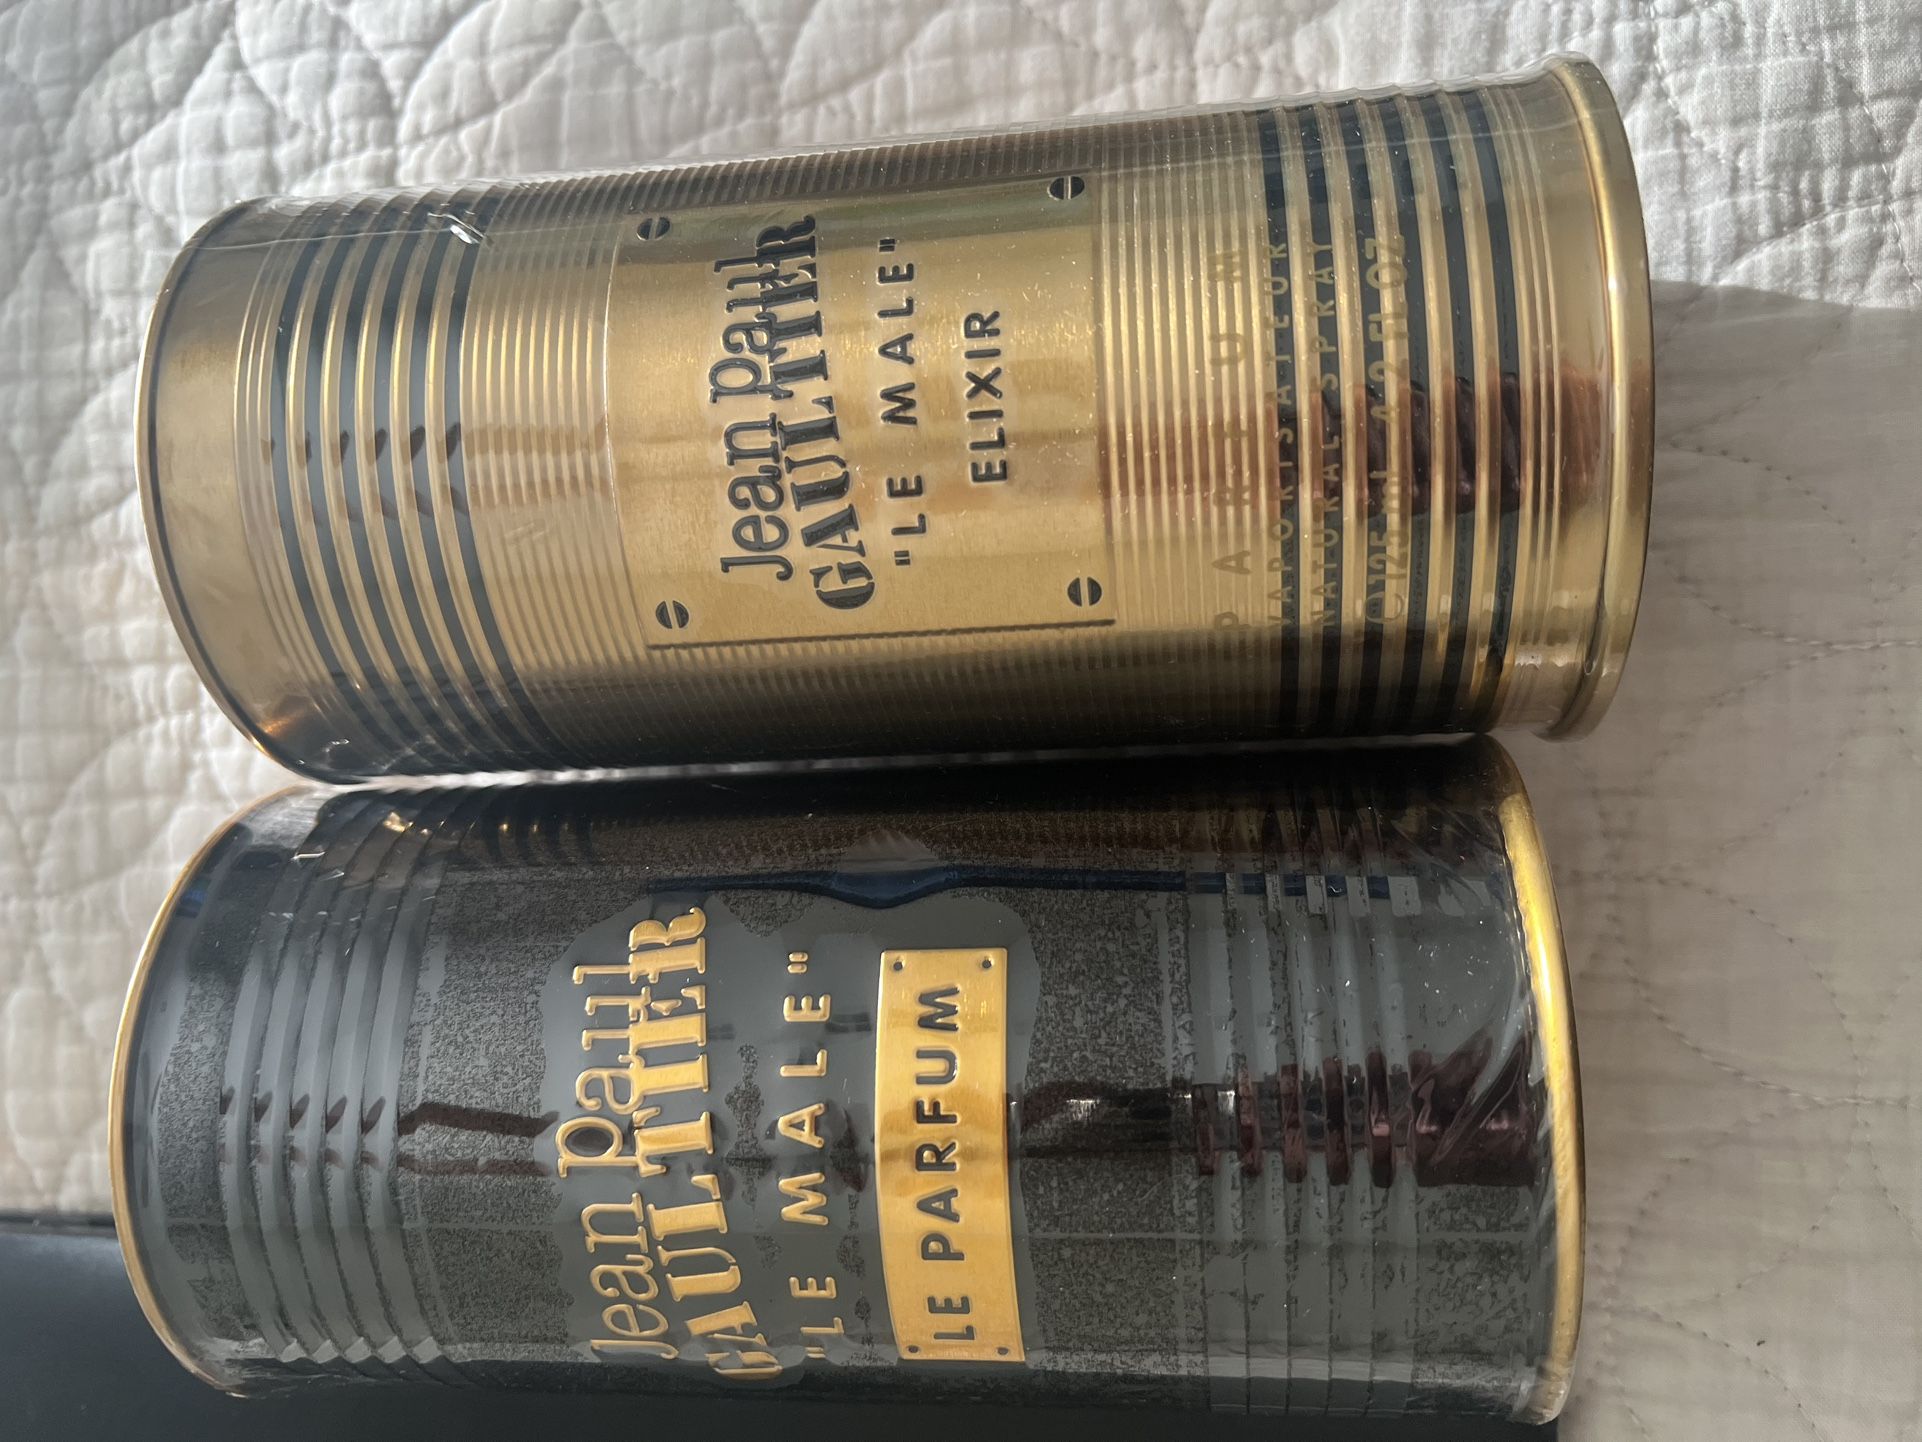 Jean paul
GAULTIER
"LE MALE"
ELIXIR
PARFUM
VAPORISATEUR
NATURAL SPRAY
℮ 125 mL 4.2 FL.OZ
Jean paul
GAULTIER
"LE MALE"
LE PARFUM